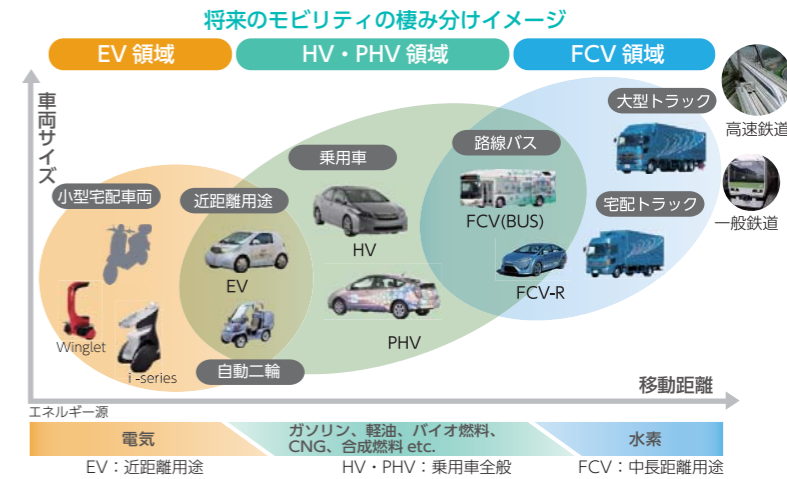 将来のモビリティの棲み分けイメージ
EV 領域
HV・PHV 領域
FCV 領域
車両サイズ
大型トラック
高速鉄道
路線バス
乗用車
小型宅配車両
近距離用途
宅配トラック
一般鉄道
FCV(BUS)
HV
EV
FCV-R
Winglet
i -series
PHV
自動二輪
移動距離
エネルギー源
電気
ガソリン、軽油、バイオ燃料、
CNG、合成燃料 etc.
水素
EV：近距離用途
HV・PHV：乗用車全般
FCV：中長距離用途